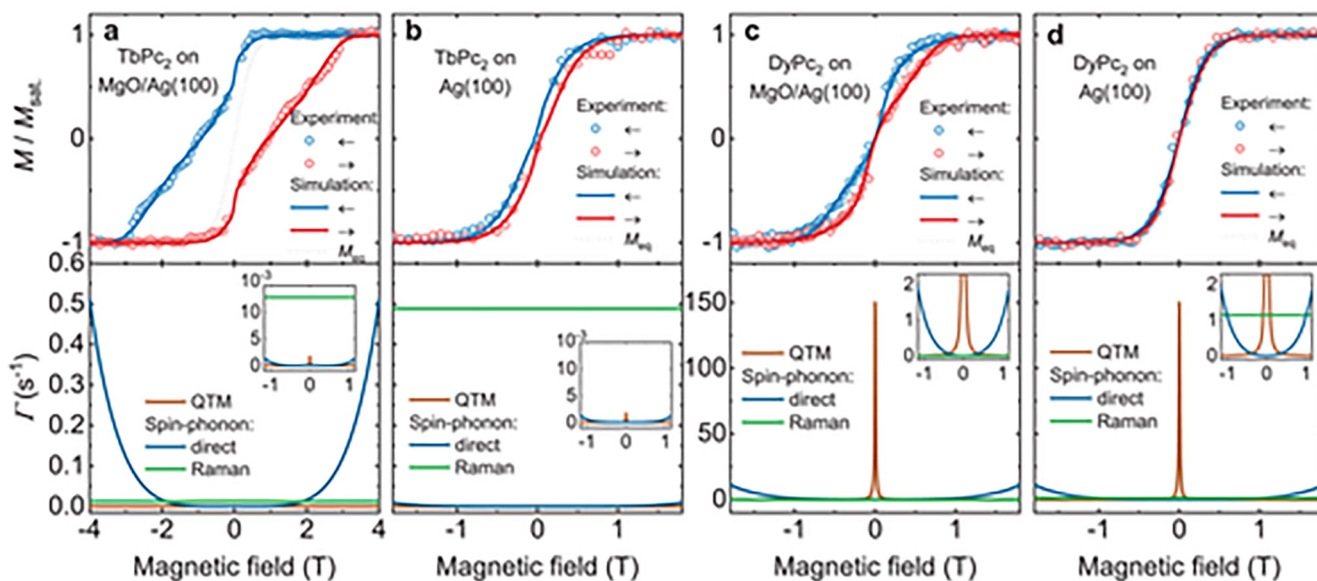 a
TbPc2 on
MgO/Ag(100)
Experiment:
←
→
Simulation:
←
→
Meq
b
TbPc2 on
Ag(100)
Experiment:
←
→
Simulation:
←
→
c
DyPc2 on
MgO/Ag(100)
Experiment:
←
→
Simulation:
←
→
Meq
d
DyPc2 on
Ag(100)
Experiment:
←
→
Simulation:
←
→
Meq
M / Msat.
1
0
-1
Γ (s-1)
0.6
0.5
0.4
0.3
0.2
0.1
0.0
10-3
10
5
0
-1 0 1
QTM
Spin-phonon:
direct
Raman
-4 -2 0 2 4
Magnetic field (T)
10-3
10
5
0
-1 0 1
QTM
Spin-phonon:
direct
Raman
-1 0 1
Magnetic field (T)
150
100
50
0
2
1
0
-1 0 1
QTM
Spin-phonon:
direct
Raman
-1 0 1
Magnetic field (T)
2
1
0
-1 0 1
QTM
Spin-phonon:
direct
Raman
-1 0 1
Magnetic field (T)